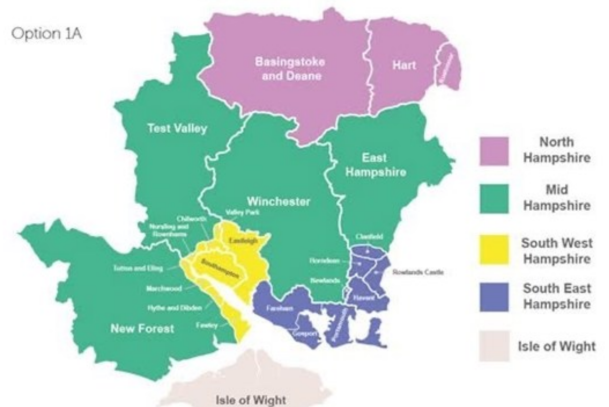 Option 1A
Basingstoke
and Deane
Hart
Test Valley
East
Hampshire
Winchester
Valley Park
Chilworth
Nursling and
Rownhams
Eastleigh
Southampton
Totton and Eling
Marchwood
Hythe and Dibden
Fawley
New Forest
Clanfield
Horndean
Rowlands Castle
Newlands
Havant
Fareham
Gosport
Portsmouth
Isle of Wight
North
Hampshire
Mid
Hampshire
South West
Hampshire
South East
Hampshire
Isle of Wight